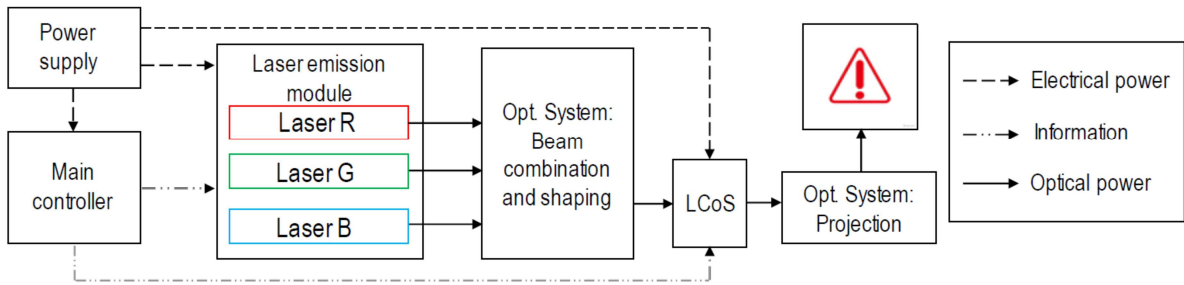 Power
supply
Main
controller
Laser emission
module
Laser R
Laser G
Laser B
Opt. System:
Beam
combination
and shaping
LCoS
Opt. System:
Projection
Electrical power
Information
Optical power